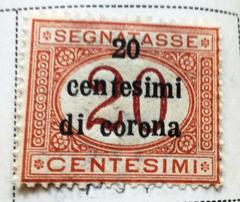 SEGNATASSE
20
centesimi
20
di corona
CENTESIMI